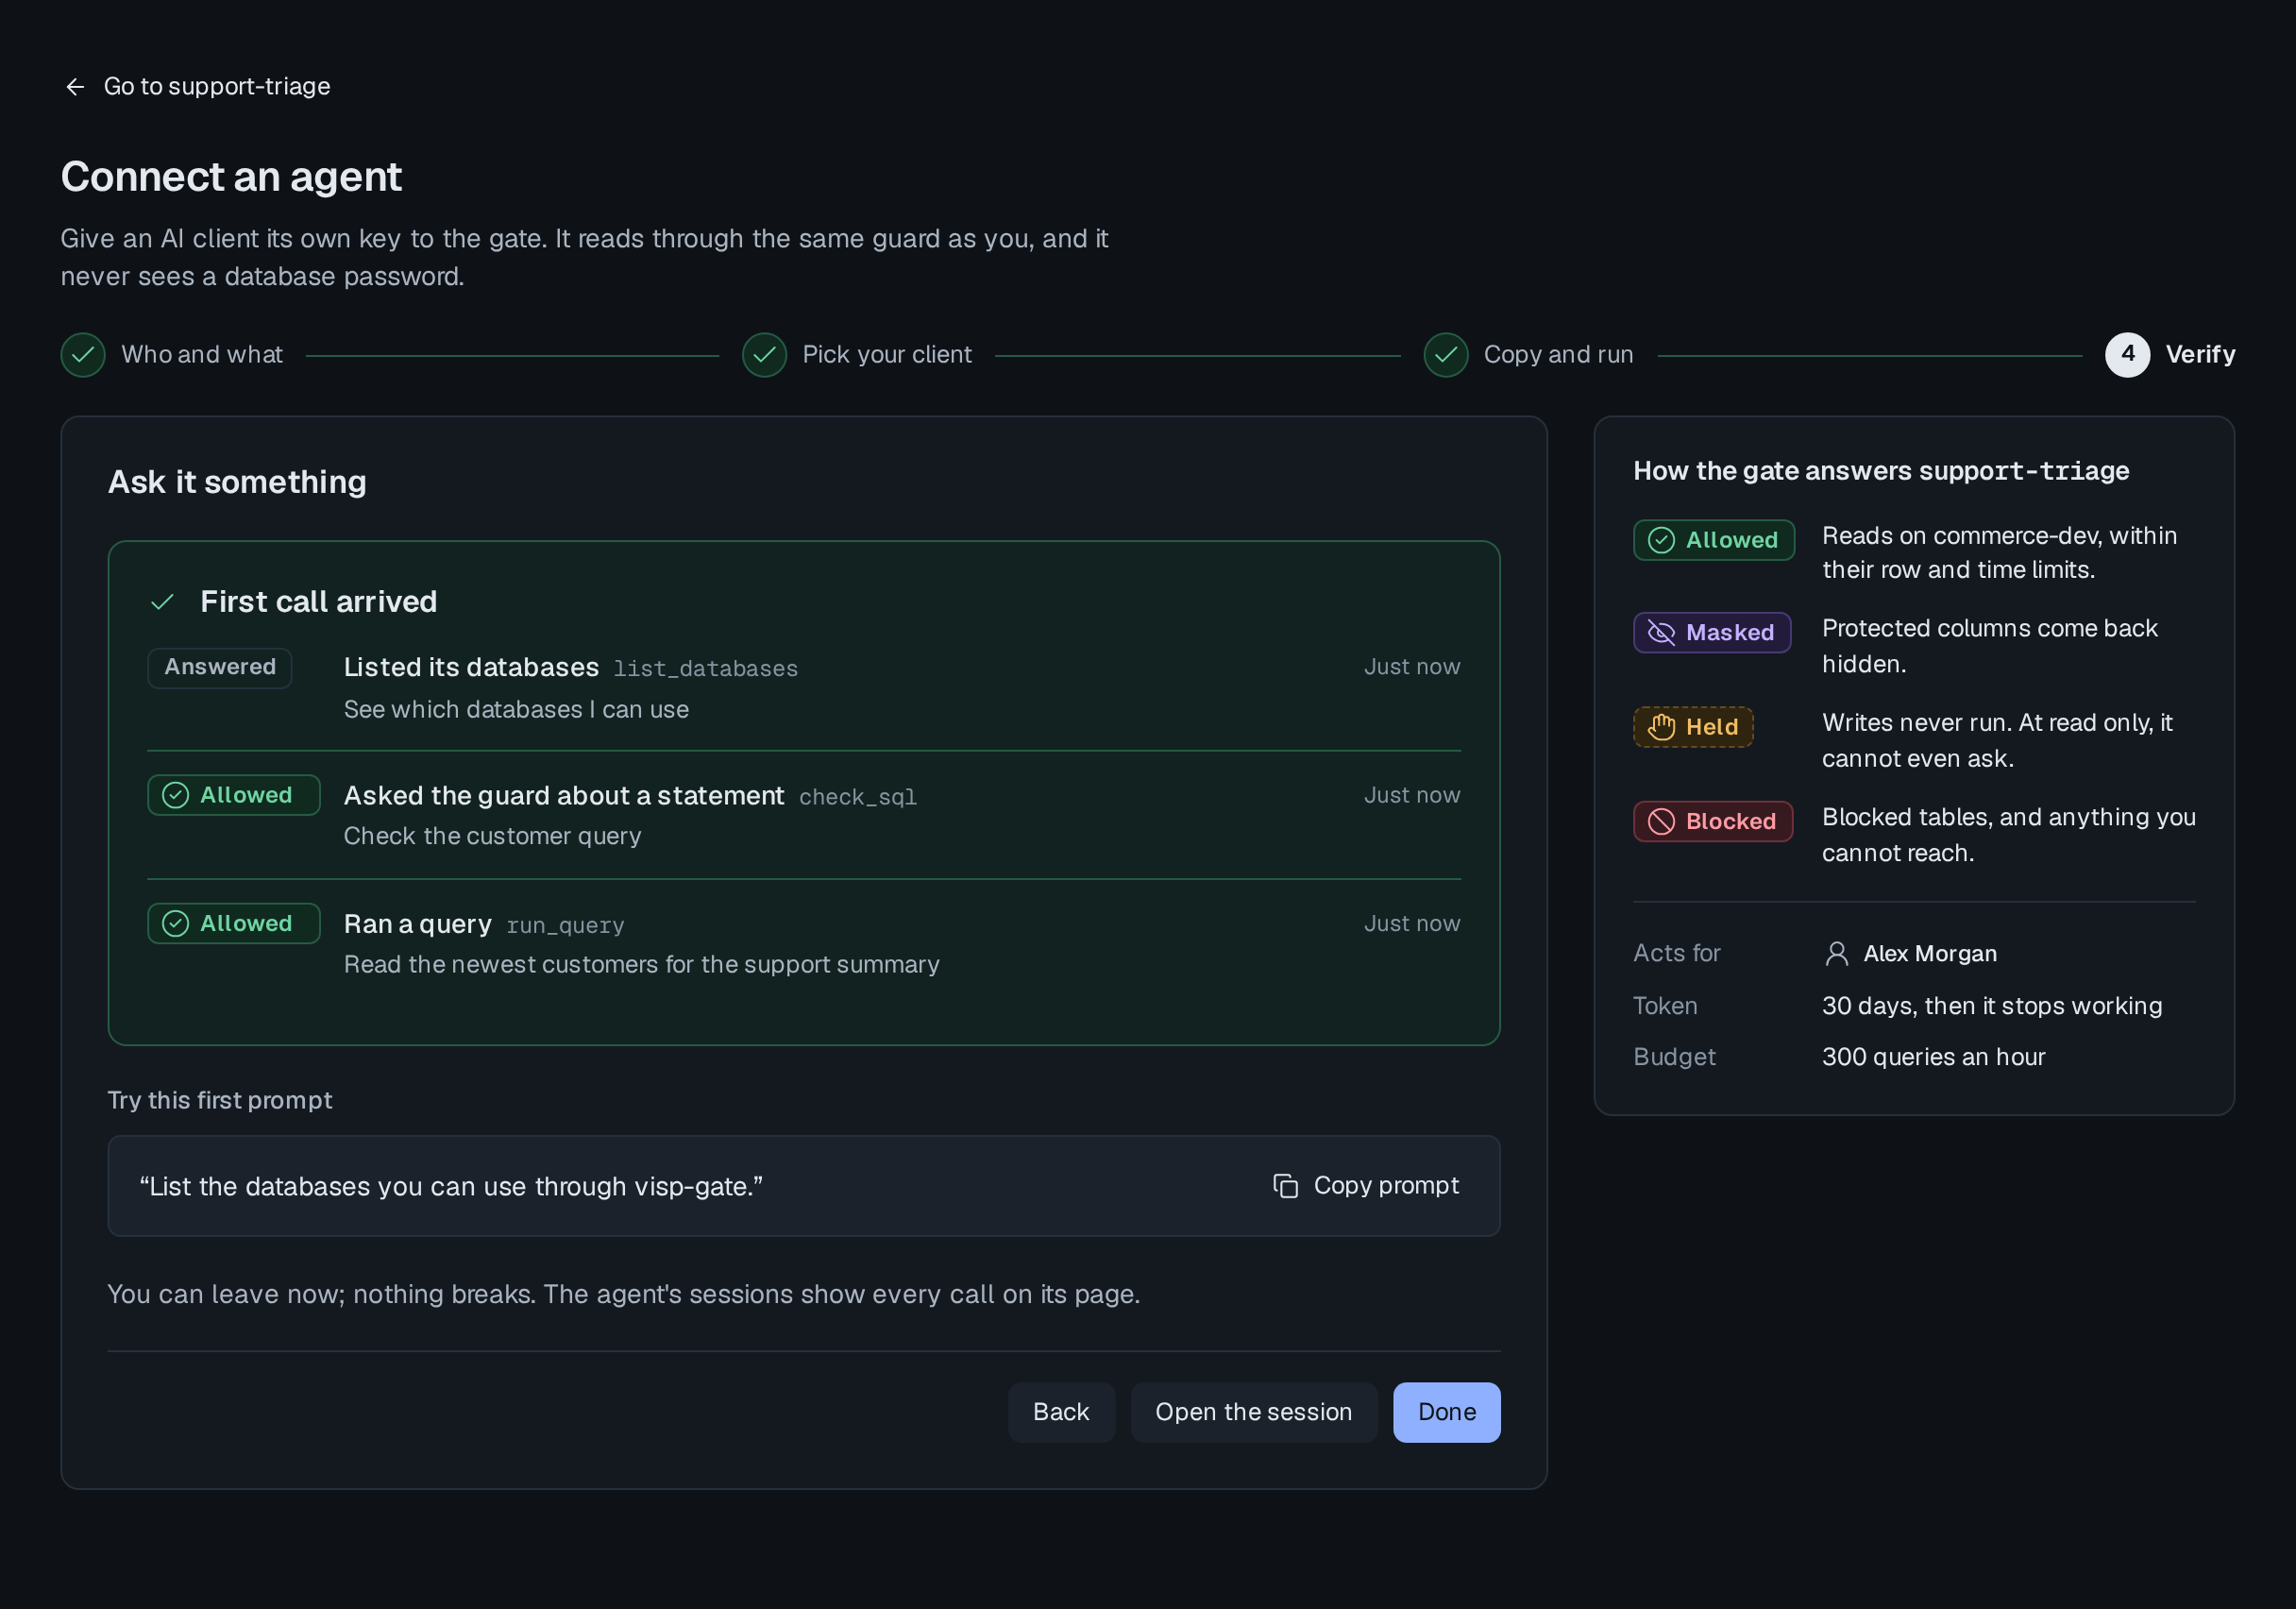 Go to support-triage
Connect an agent
Give an AI client its own key to the gate. It reads through the same guard as you, and it
never sees a database password.
Who and what
Pick your client
Copy and run
4 Verify
Ask it something
First call arrived
Answered Listed its databases list_databases Just now
See which databases I can use
Allowed Asked the guard about a statement check_sql Just now
Check the customer query
Allowed Ran a query run_query Just now
Read the newest customers for the support summary
Try this first prompt
“List the databases you can use through visp-gate.” Copy prompt
You can leave now; nothing breaks. The agent's sessions show every call on its page.
Back Open the session Done
How the gate answers support-triage
Allowed Reads on commerce-dev, within
their row and time limits.
Masked Protected columns come back
hidden.
Held Writes never run. At read only, it
cannot even ask.
Blocked Blocked tables, and anything you
cannot reach.
Acts for Alex Morgan
Token 30 days, then it stops working
Budget 300 queries an hour